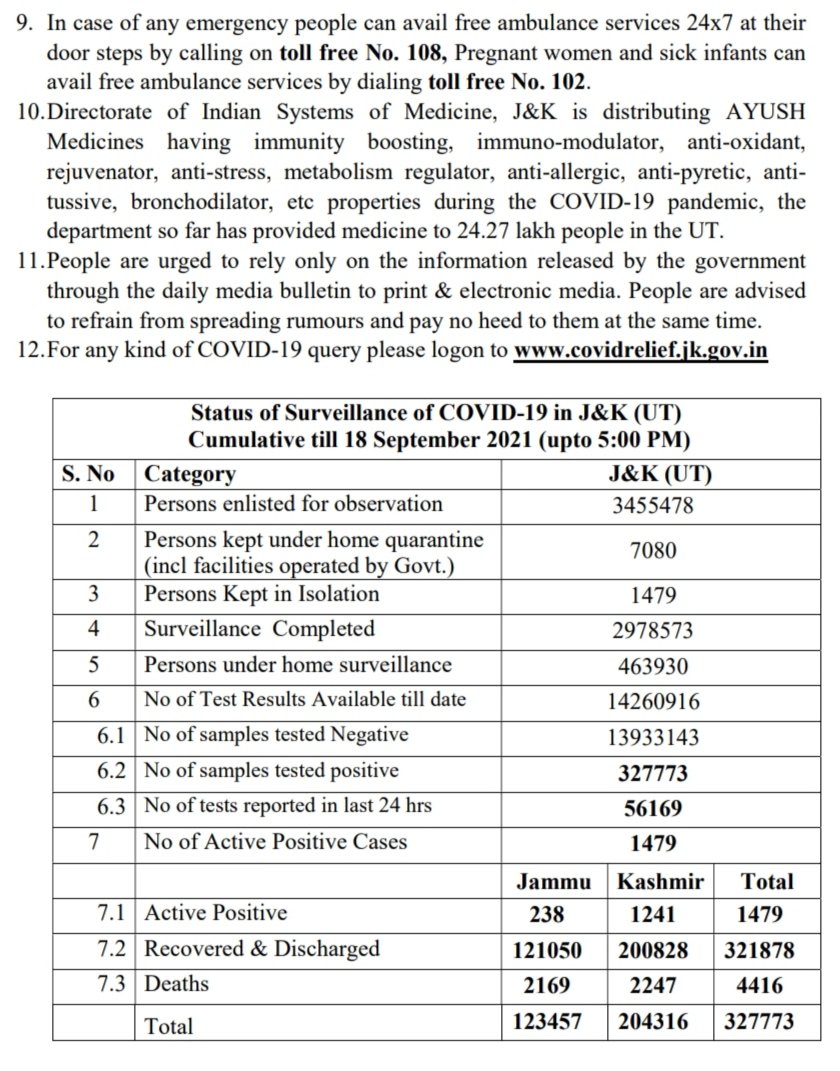 9. In case of any emergency people can avail free ambulance services 24x7 at their
door steps by calling on toll free No. 108, Pregnant women and sick infants can
avail free ambulance services by dialing toll free No. 102.
10.Directorate of Indian Systems of Medicine, J&K is distributing AYUSH
Medicines having immunity boosting, immuno-modulator, anti-oxidant,
rejuvenator, anti-stress, metabolism regulator, anti-allergic, anti-pyretic, anti-
tussive, bronchodilator, etc properties during the COVID-19 pandemic, the
department so far has provided medicine to 24.27 lakh people in the UT.
11.People are urged to rely only on the information released by the government
through the daily media bulletin to print & electronic media. People are advised
to refrain from spreading rumours and pay no heed to them at the same time.
12.For any kind of COVID-19 query please logon to www.covidrelief.jk.gov.in
Status of Surveillance of COVID-19 in J&K (UT)
Cumulative till 18 September 2021 (upto 5:00 PM)
S. No Category J&K (UT)
1 Persons enlisted for observation 3455478
2 Persons kept under home quarantine
(incl facilities operated by Govt.) 7080
3 Persons Kept in Isolation 1479
4 Surveillance Completed 2978573
5 Persons under home surveillance 463930
6 No of Test Results Available till date 14260916
6.1 No of samples tested Negative 13933143
6.2 No of samples tested positive 327773
6.3 No of tests reported in last 24 hrs 56169
7 No of Active Positive Cases 1479
Jammu Kashmir Total
7.1 Active Positive 238 1241 1479
7.2 Recovered & Discharged 121050 200828 321878
7.3 Deaths 2169 2247 4416
Total 123457 204316 327773